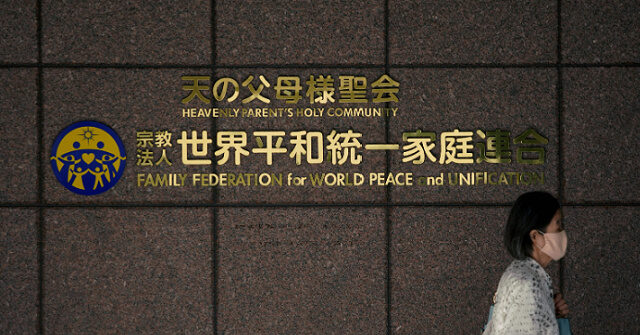 天の父母様聖会
HEAVENLY PARENT'S HOLY COMMUNITY
宗教法人 世界平和統一家庭連合
FAMILY FEDERATION for WORLD PEACE and UNIFICATION